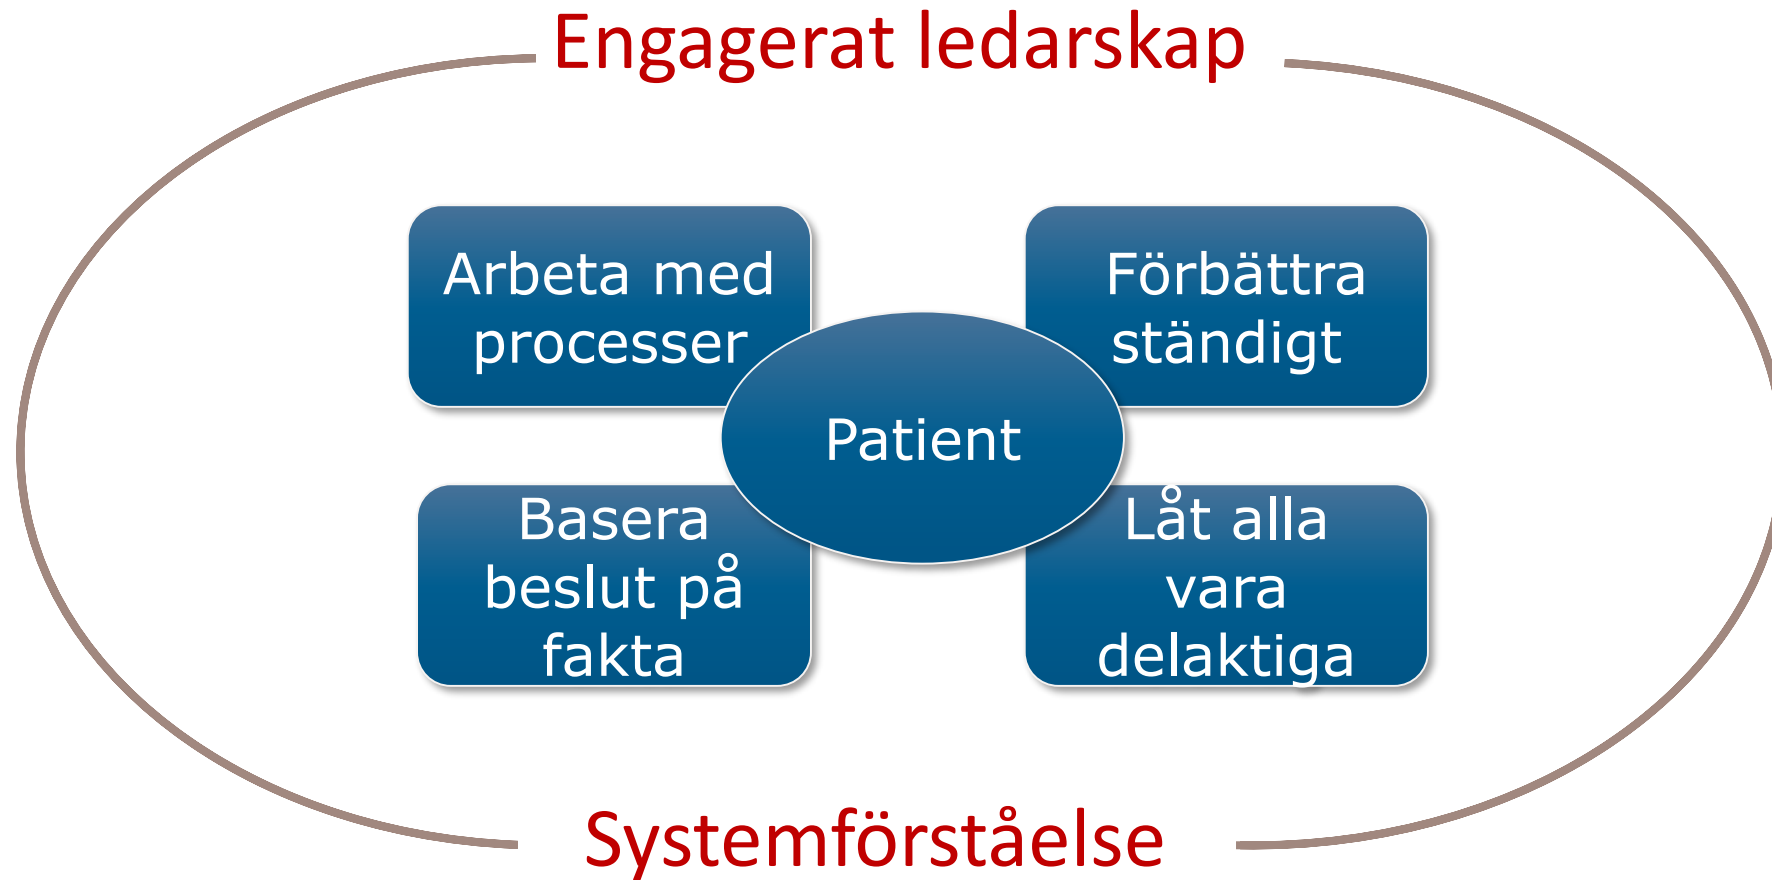 Engagerat ledarskap
Arbeta med
processer
Förbättra
ständigt
Patient
Basera
beslut på
fakta
Låt alla
vara
delaktiga
Systemförståelse